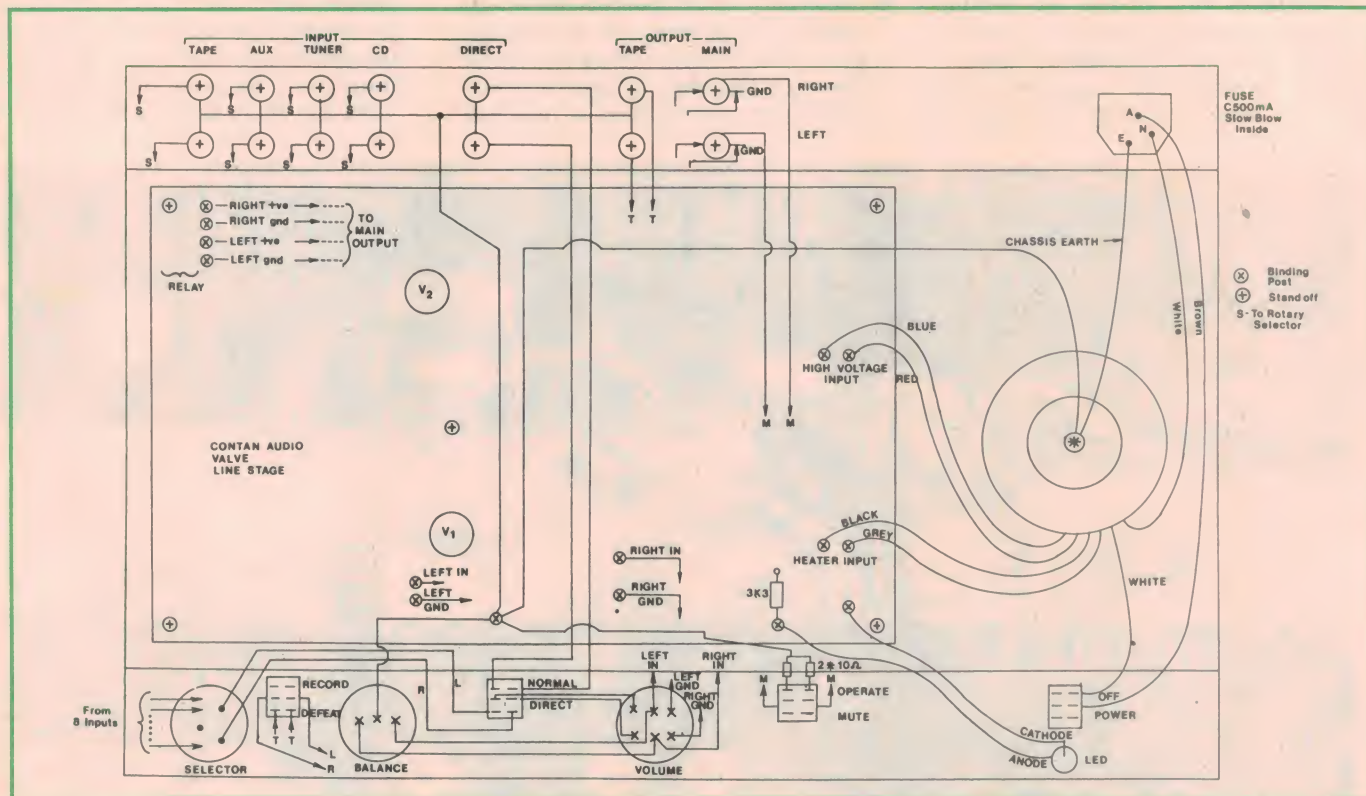 INPUT
OUTPUT
TAPE AUX TUNER CD DIRECT TAPE MAIN
S S S S
GND
RIGHT
S S S S
GND
LEFT
A
N
E
FUSE
C500mA
Slow Blow
Inside
RIGHT +ve
RIGHT gnd
LEFT +ve
LEFT gnd
TO
MAIN
OUTPUT
RELAY
T T
V2
CHASSIS EARTH
White
Brown
Binding
Post
Stand off
S-To Rotary
Selector
BLUE
HIGH VOLTAGE
INPUT
RED
M M
CONTAN AUDIO
VALVE
LINE STAGE
V1
BLACK
GREY
HEATER INPUT
WHITE
LEFT IN
LEFT
GND
RIGHT IN
RIGHT
GND
3K3
From
8 Inputs
SELECTOR
RECORD
DEFEAT
T T
L
R
BALANCE
R
L
NORMAL
DIRECT
LEFT
IN
RIGHT
IN
LEFT
GND
RIGHT
GND
VOLUME
2*10Ω
M M
OPERATE
MUTE
OFF
POWER
CATHODE
ANODE
LED